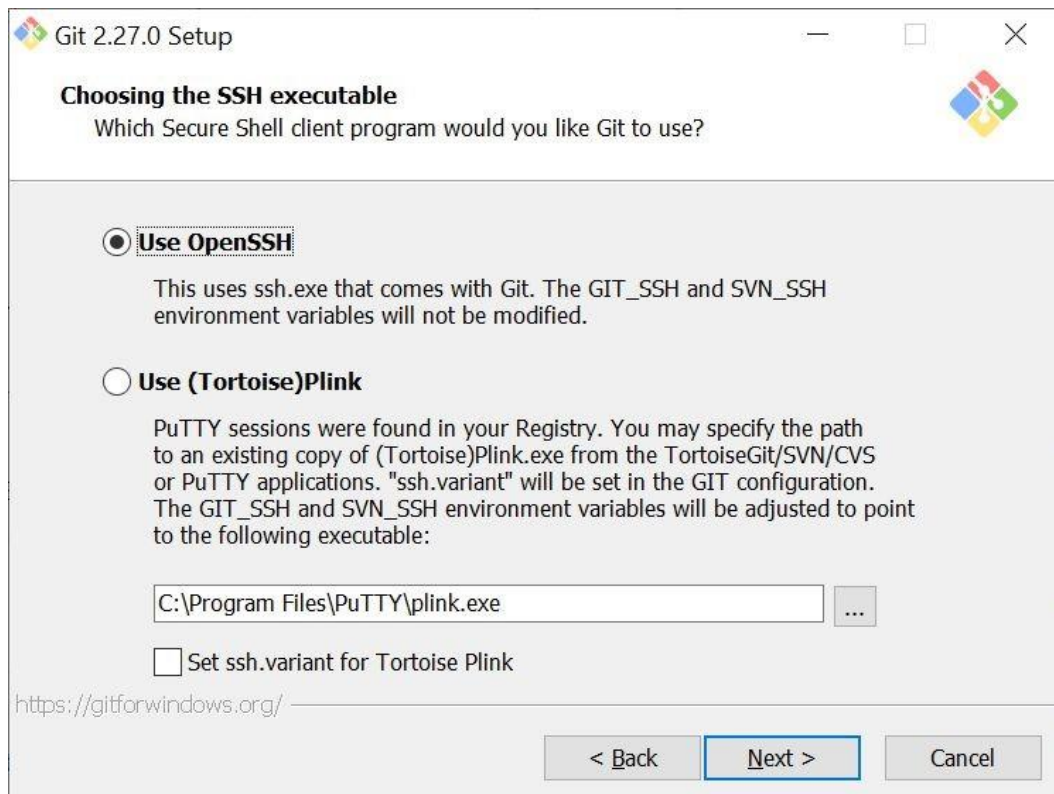 Git 2.27.0 Setup
Choosing the SSH executable
Which Secure Shell client program would you like Git to use?
Use OpenSSH
This uses ssh.exe that comes with Git. The GIT_SSH and SVN_SSH
environment variables will not be modified.
Use (Tortoise)Plink
PuTTY sessions were found in your Registry. You may specify the path
to an existing copy of (Tortoise)Plink.exe from the TortoiseGit/SVN/CVS
or PuTTY applications. "ssh.variant" will be set in the GIT configuration.
The GIT_SSH and SVN_SSH environment variables will be adjusted to point
to the following executable:
C:\Program Files\PuTTY\plink.exe
...
Set ssh.variant for Tortoise Plink
https://gitforwindows.org/
< Back
Next >
Cancel